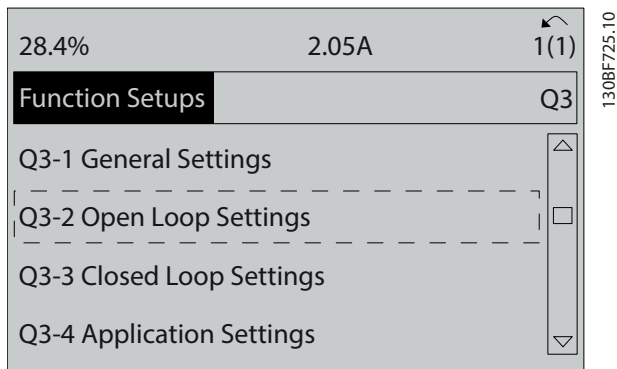 28.4% 2.05A 1(1)
Function Setups Q3
Q3-1 General Settings
Q3-2 Open Loop Settings
Q3-3 Closed Loop Settings
Q3-4 Application Settings
130BF725.10